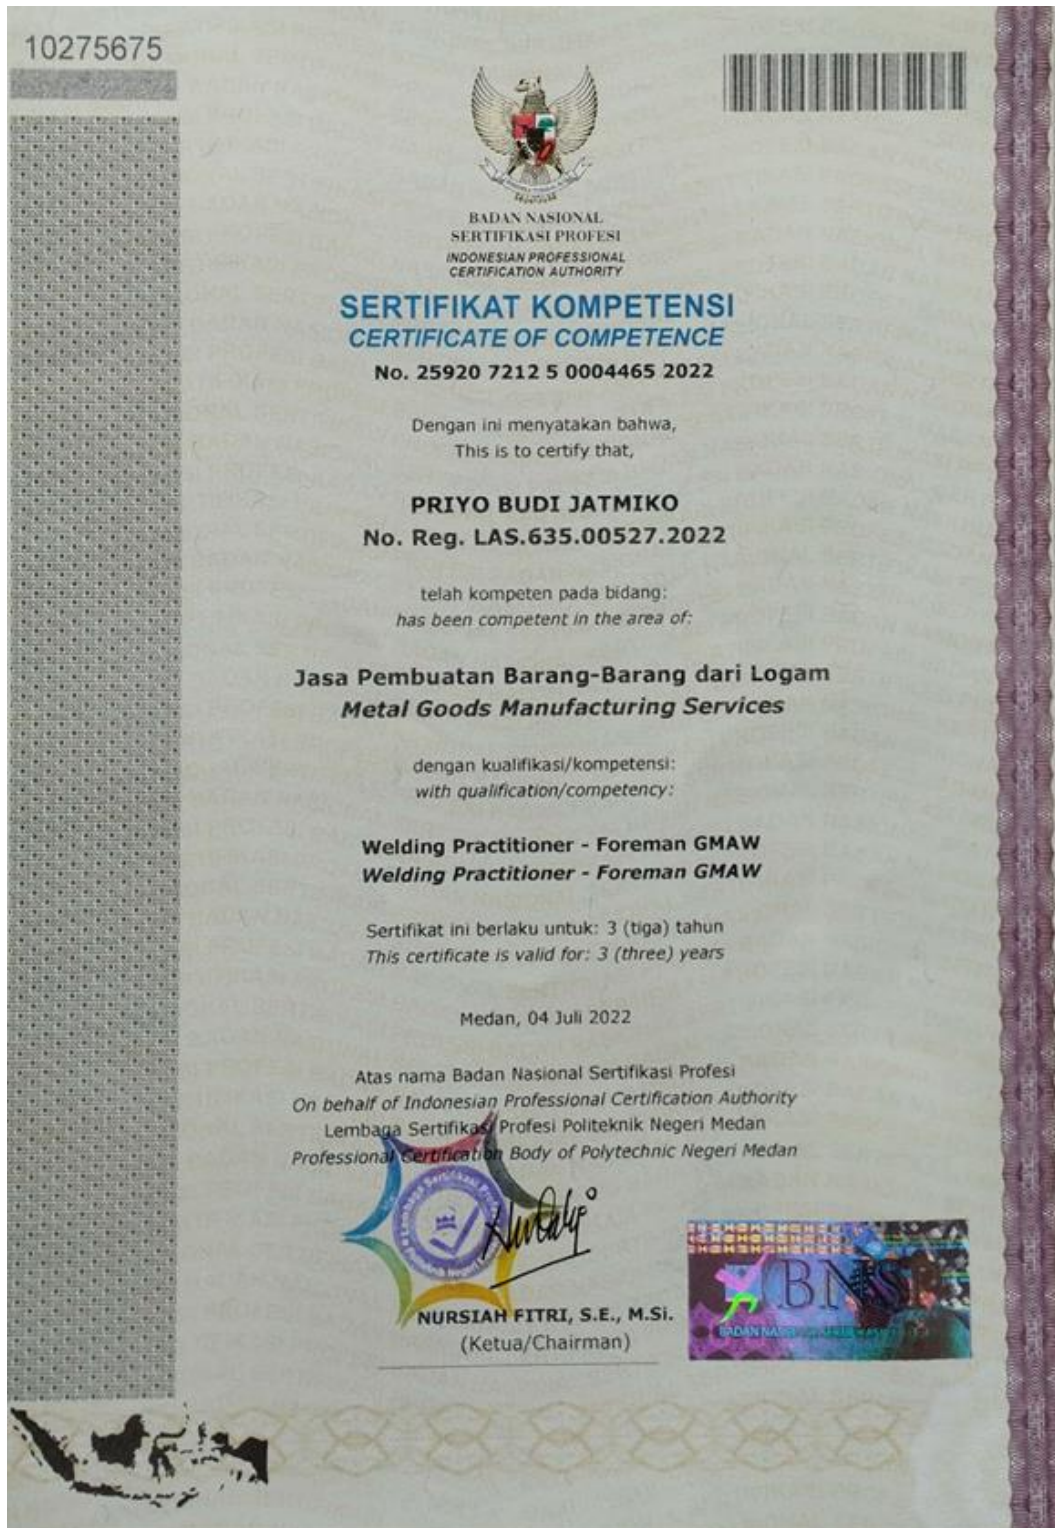 10275675
BADAN NASIONAL
SERTIFIKASI PROFESI
INDONESIAN PROFESSIONAL
CERTIFICATION AUTHORITY
SERTIFIKAT KOMPETENSI
CERTIFICATE OF COMPETENCE
No. 25920 7212 5 0004465 2022
Dengan ini menyatakan bahwa,
This is to certify that,
PRIYO BUDI JATMIKO
No. Reg. LAS.635.00527.2022
telah kompeten pada bidang:
has been competent in the area of:
Jasa Pembuatan Barang-Barang dari Logam
Metal Goods Manufacturing Services
dengan kualifikasi/kompetensi:
with qualification/competency:
Welding Practitioner - Foreman GMAW
Welding Practitioner - Foreman GMAW
Sertifikat ini berlaku untuk: 3 (tiga) tahun
This certificate is valid for: 3 (three) years
Medan, 04 Juli 2022
Atas nama Badan Nasional Sertifikasi Profesi
On behalf of Indonesian Professional Certification Authority
Lembaga Sertifikasi Profesi Politeknik Negeri Medan
Professional Certification Body of Polytechnic Negeri Medan
Lembaga Sertifikasi
NURSIAH FITRI, S.E., M.Si.
(Ketua/Chairman)
BNSP
BADAN